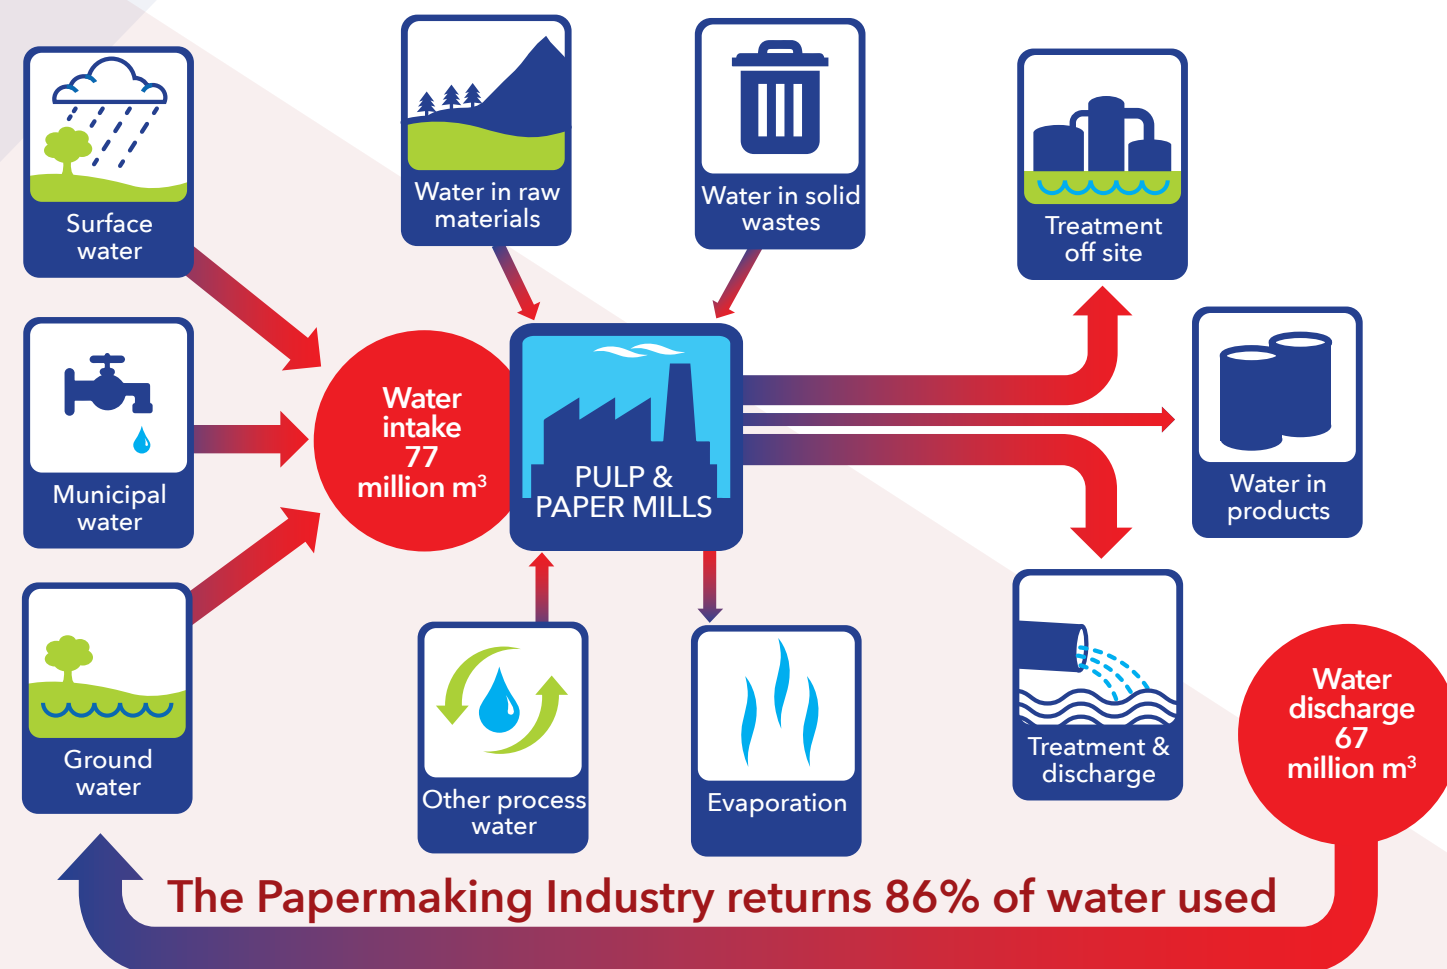 Surface
water
Water in raw
materials
Water in solid
wastes
Treatment
off site
Municipal
water
Water
intake
77
million m³
PULP &
PAPER MILLS
Water in
products
Ground
water
Other process
water
Evaporation
Treatment &
discharge
Water
discharge
67
million m³
The Papermaking Industry returns 86% of water used